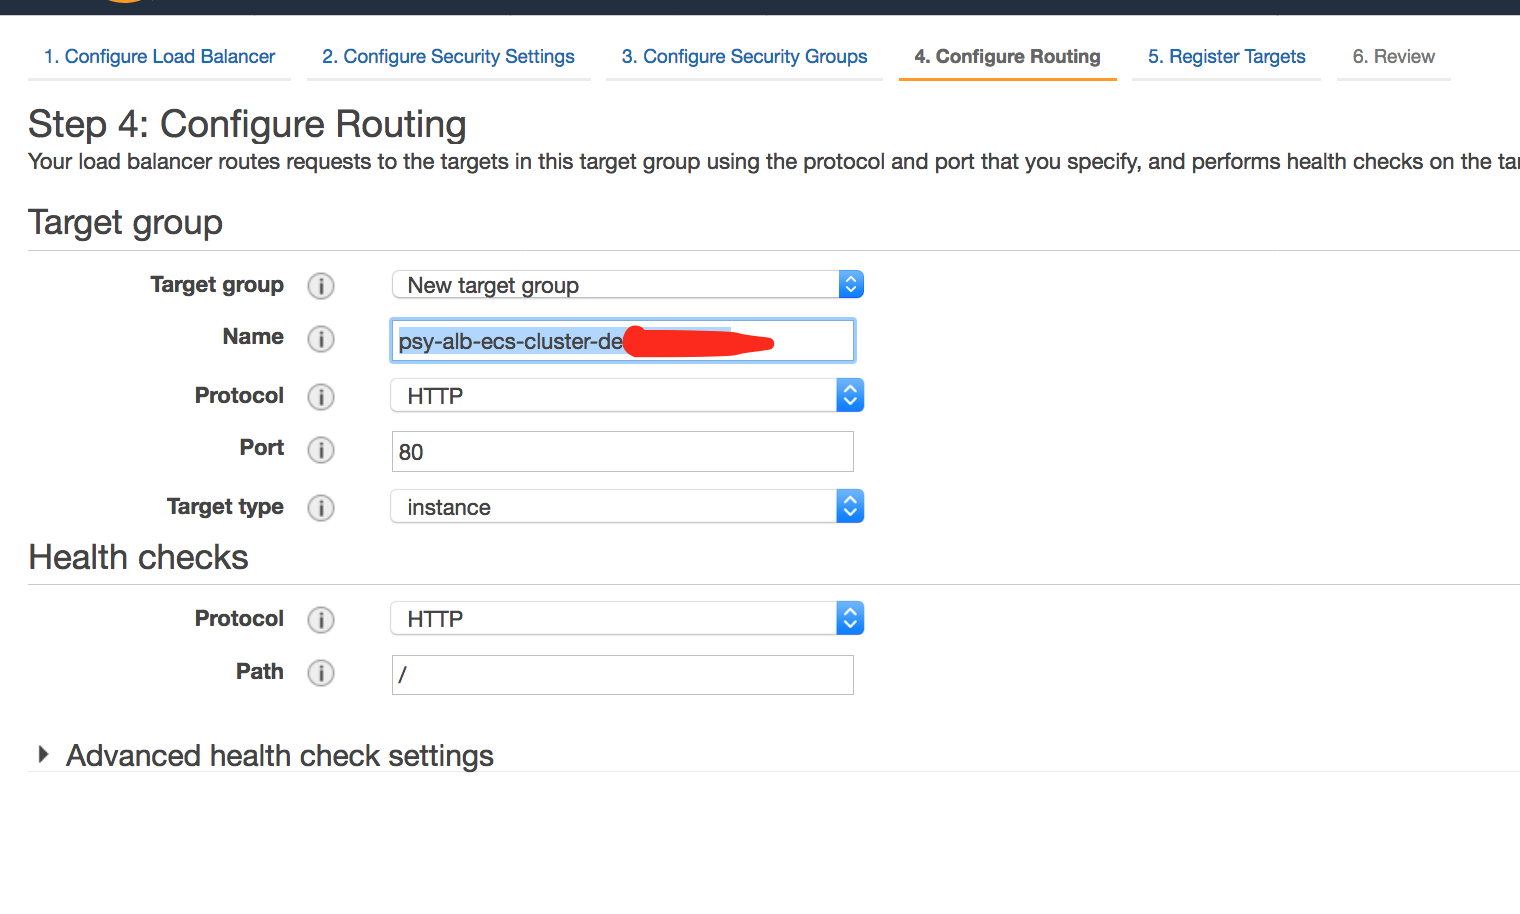 1. Configure Load Balancer 2. Configure Security Settings 3. Configure Security Groups 4. Configure Routing 5. Register Targets 6. Review
Step 4: Configure Routing
Your load balancer routes requests to the targets in this target group using the protocol and port that you specify, and performs health checks on the
Target group
Target group i New target group
Name i psy-alb-ecs-cluster-de
Protocol i HTTP
Port i 80
Target type i instance
Health checks
Protocol i HTTP
Path i /
Advanced health check settings